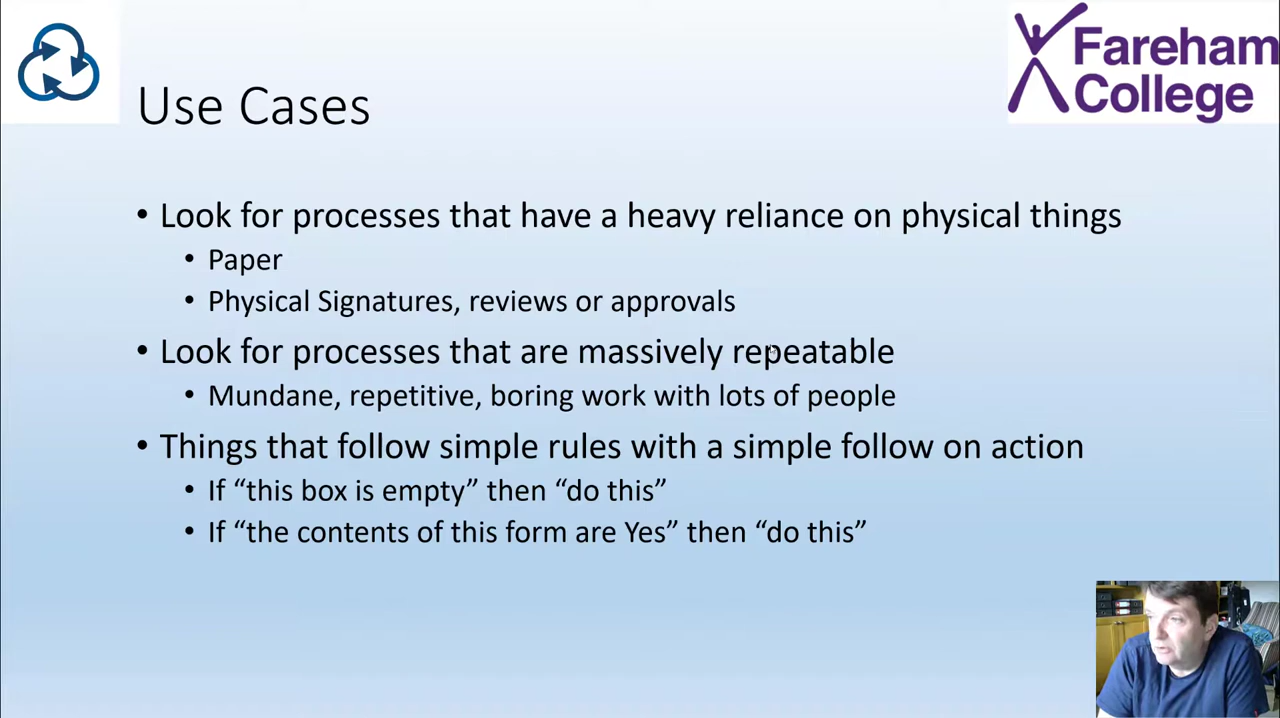 Fareham
College
Use Cases
• Look for processes that have a heavy reliance on physical things
• Paper
• Physical Signatures, reviews or approvals
• Look for processes that are massively repeatable
• Mundane, repetitive, boring work with lots of people
• Things that follow simple rules with a simple follow on action
• If “this box is empty” then “do this”
• If “the contents of this form are Yes” then “do this”